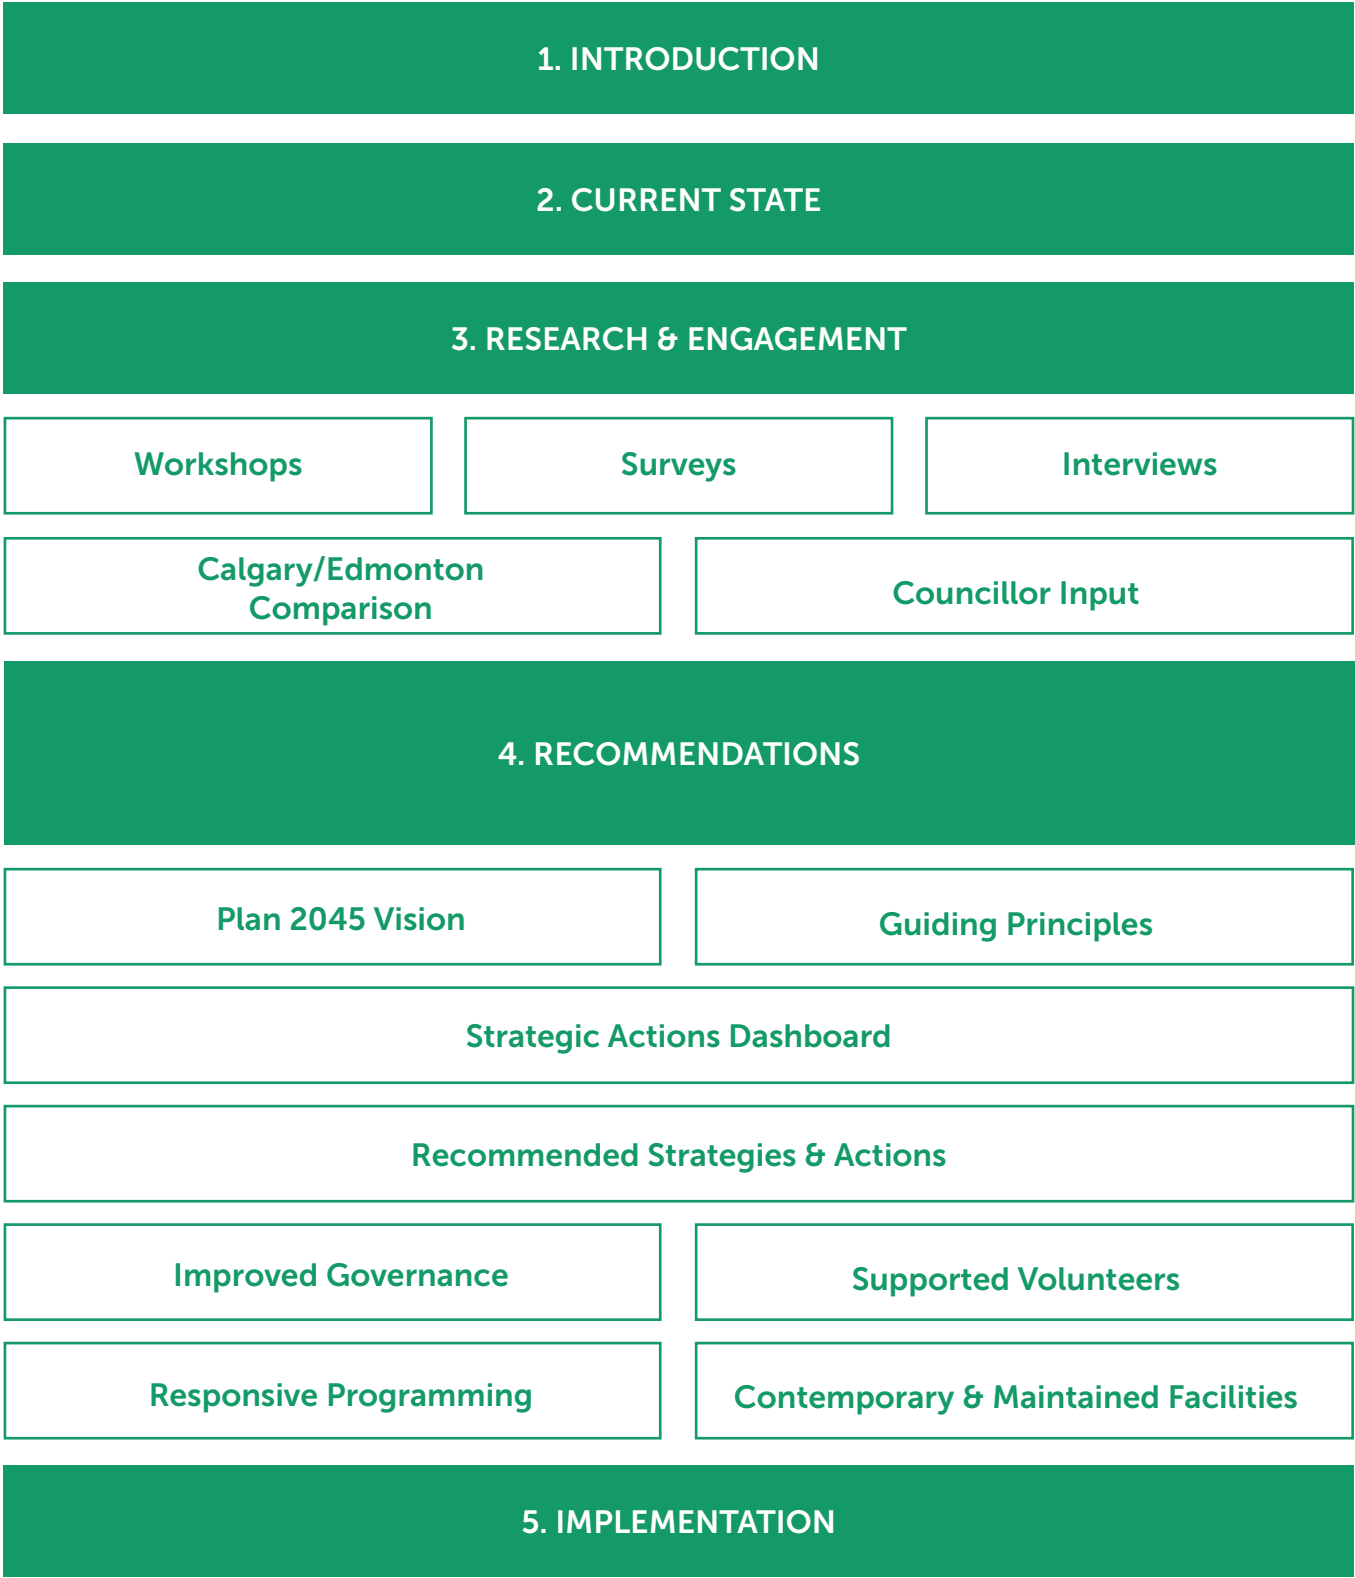 1. INTRODUCTION
2. CURRENT STATE
3. RESEARCH & ENGAGEMENT
Workshops
Surveys
Interviews
Calgary/Edmonton
Comparison
Councillor Input
4. RECOMMENDATIONS
Plan 2045 Vision
Guiding Principles
Strategic Actions Dashboard
Recommended Strategies & Actions
Improved Governance
Supported Volunteers
Responsive Programming
Contemporary & Maintained Facilities
5. IMPLEMENTATION